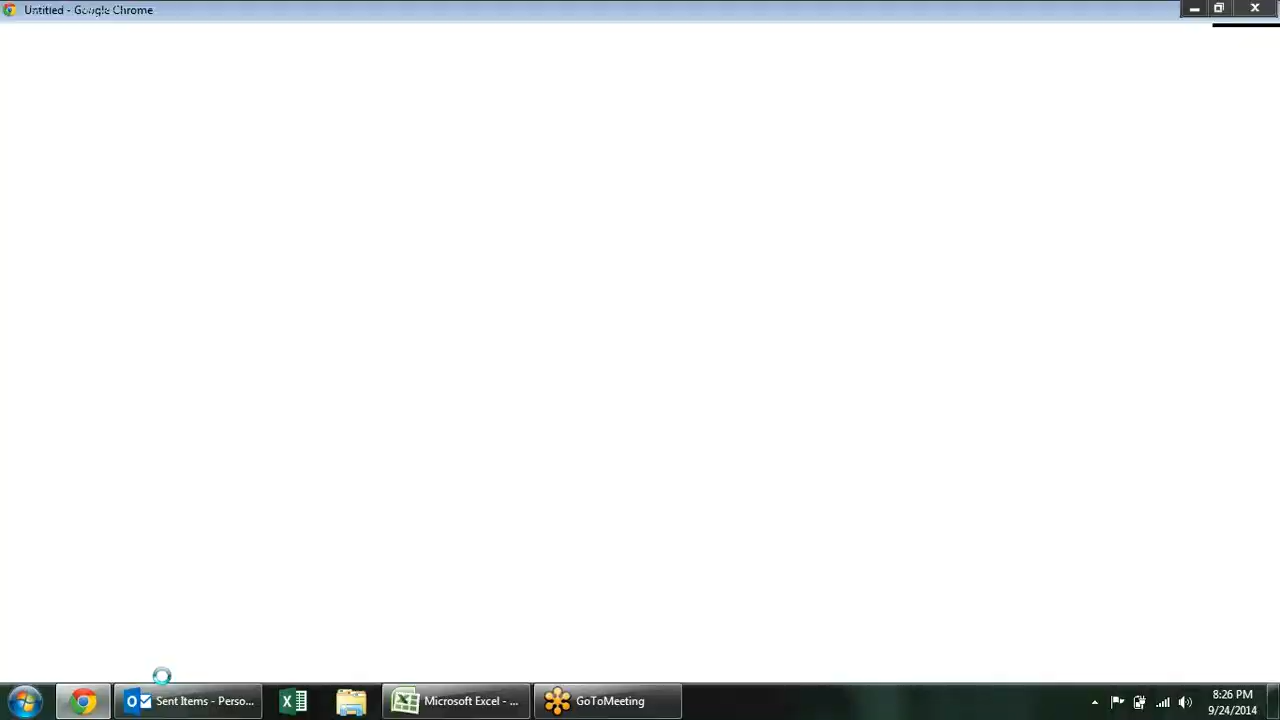 Untitled - Google Chrome
Sent Items - Perso...
Microsoft Excel - ...
GoToMeeting
8:26 PM
9/24/2014